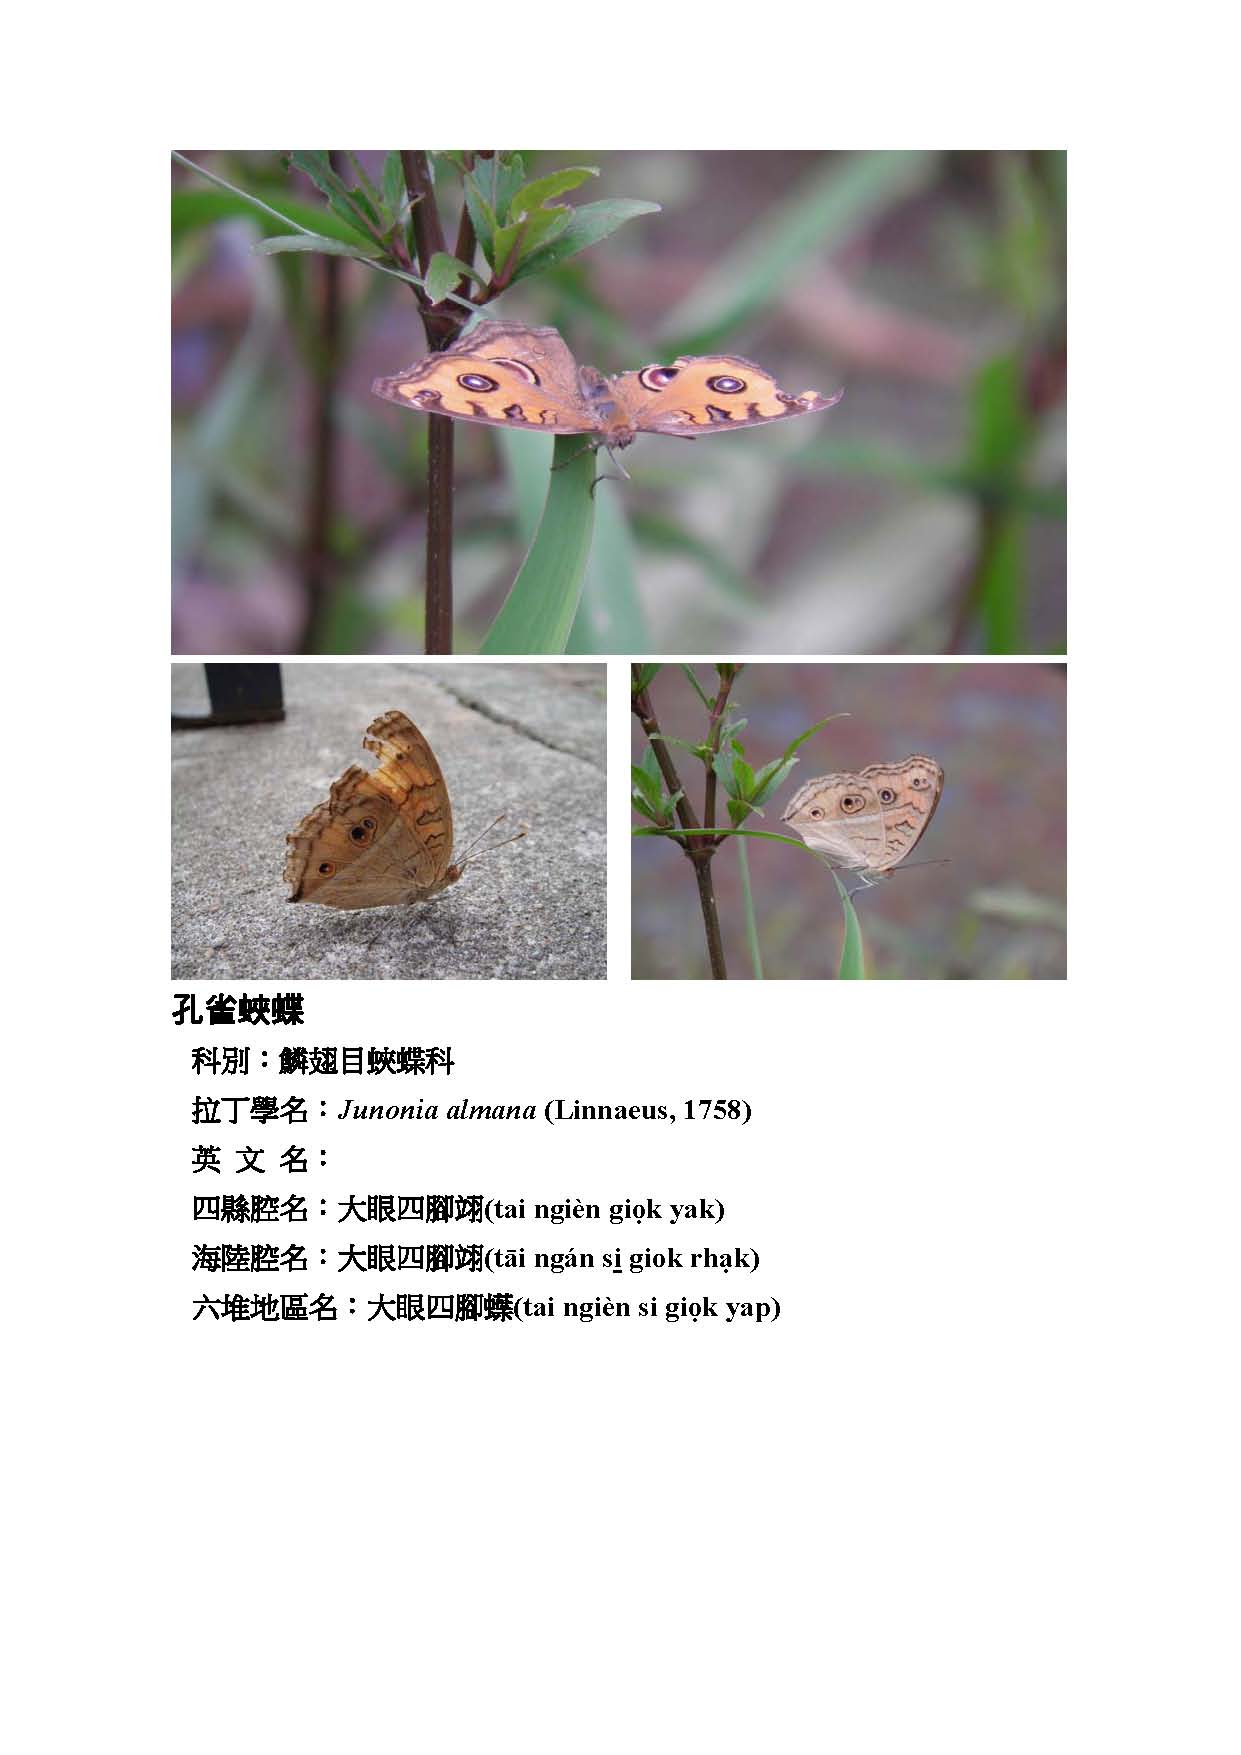 孔雀蛺蝶
科別：鱗翅目蛺蝶科
拉丁學名：Junonia almana (Linnaeus, 1758)
英 文 名：
四縣腔名：大眼四腳翊(tai ngièn giọk yak)
海陸腔名：大眼四腳翊(tāi ngán si̱ giok rhạk)
六堆地區名：大眼四腳蠂(tai ngièn si giọk yap)